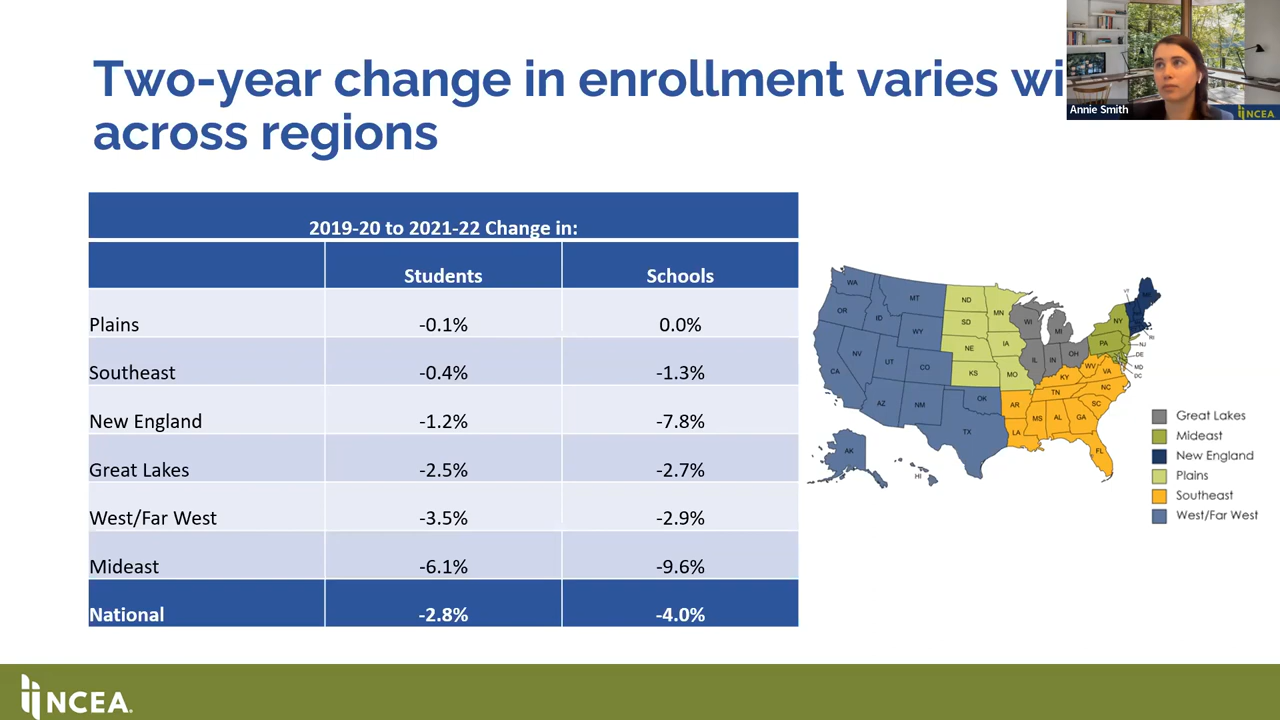 Two-year change in enrollment varies wi
across regions
Annie Smith
NCEA
2019-20 to 2021-22 Change in:
Students Schools
Plains -0.1% 0.0%
Southeast -0.4% -1.3%
New England -1.2% -7.8%
Great Lakes -2.5% -2.7%
West/Far West -3.5% -2.9%
Mideast -6.1% -9.6%
National -2.8% -4.0%
WA
MT
ND
MN
OR
ID
WY
SD
WI
MI
NY
VT
RI
NV
UT
CO
NE
IA
IL
IN
OH
PA
NJ
DE
MD
DC
CA
KS
MO
KY
WV
VA
AZ
NM
OK
AR
TN
NC
SC
TX
LA
MS
AL
GA
FL
AK
HI
Great Lakes
Mideast
New England
Plains
Southeast
West/Far West
NCEA.